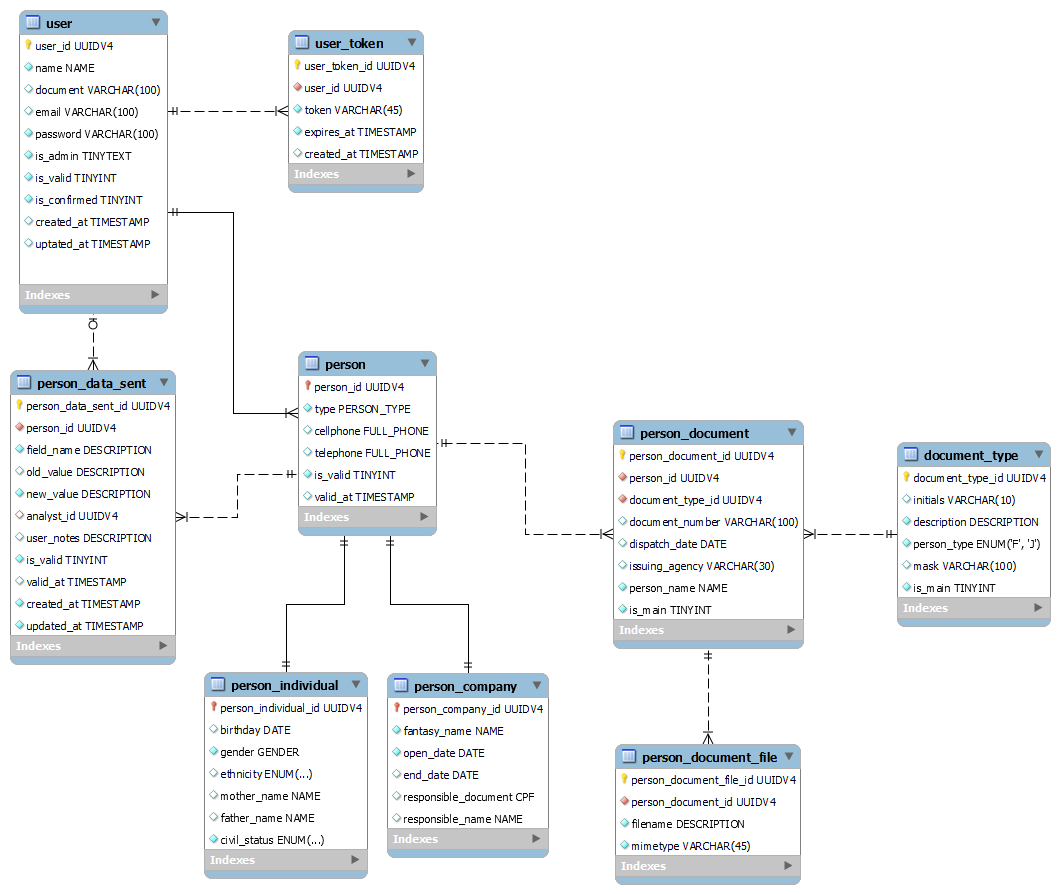 user
user_id UUIDV4
name NAME
document VARCHAR(100)
email VARCHAR(100)
password VARCHAR(100)
is_admin TINYTEXT
is_valid TINYINT
is_confirmed TINYINT
created_at TIMESTAMP
uptated_at TIMESTAMP
Indexes
user_token
user_token_id UUIDV4
user_id UUIDV4
token VARCHAR(45)
expires_at TIMESTAMP
created_at TIMESTAMP
Indexes
person_data_sent
person_data_sent_id UUIDV4
person_id UUIDV4
field_name DESCRIPTION
old_value DESCRIPTION
new_value DESCRIPTION
analyst_id UUIDV4
user_notes DESCRIPTION
is_valid TINYINT
valid_at TIMESTAMP
created_at TIMESTAMP
updated_at TIMESTAMP
Indexes
person
person_id UUIDV4
type PERSON_TYPE
cellphone FULL_PHONE
telephone FULL_PHONE
is_valid TINYINT
valid_at TIMESTAMP
Indexes
person_document
person_document_id UUIDV4
person_id UUIDV4
document_type_id UUIDV4
document_number VARCHAR(100)
dispatch_date DATE
issuing_agency VARCHAR(30)
person_name NAME
is_main TINYINT
Indexes
document_type
document_type_id UUIDV4
initials VARCHAR(10)
description DESCRIPTION
person_type ENUM('F', 'J')
mask VARCHAR(100)
is_main TINYINT
Indexes
person_individual
person_individual_id UUIDV4
birthday DATE
gender GENDER
ethnicity ENUM(...)
mother_name NAME
father_name NAME
civil_status ENUM(...)
Indexes
person_company
person_company_id UUIDV4
fantasy_name NAME
open_date DATE
end_date DATE
responsible_document CPF
responsible_name NAME
Indexes
person_document_file
person_document_file_id UUIDV4
person_document_id UUIDV4
filename DESCRIPTION
mimetype VARCHAR(45)
Indexes